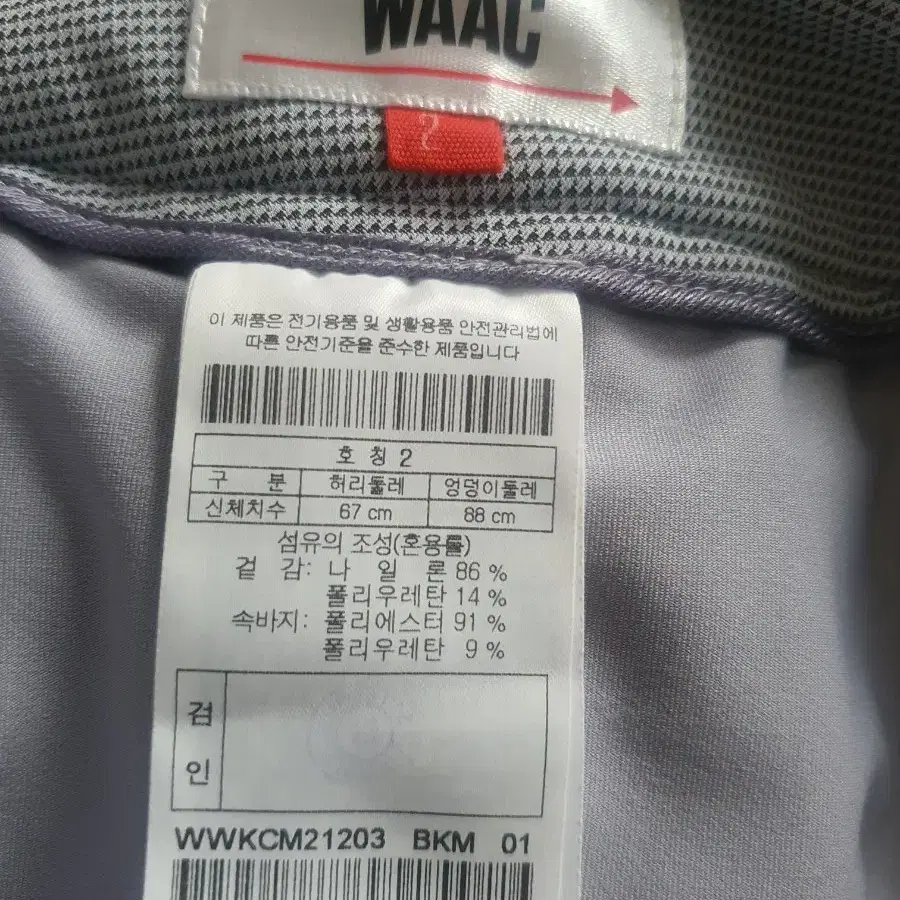 WAAC
2
이 제품은 전기용품 및 생활용품 안전관리법에
따른 안전기준을 준수한 제품입니다
호 칭 2
구 분 허리둘레 엉덩이둘레
신체치수 67 cm 88 cm
섬유의 조성(혼용률)
겉 감: 나 일 론 86 %
폴리우레탄 14 %
속바지: 폴리에스터 91 %
폴리우레탄 9 %
검
인
WWKCM21203 BKM 01